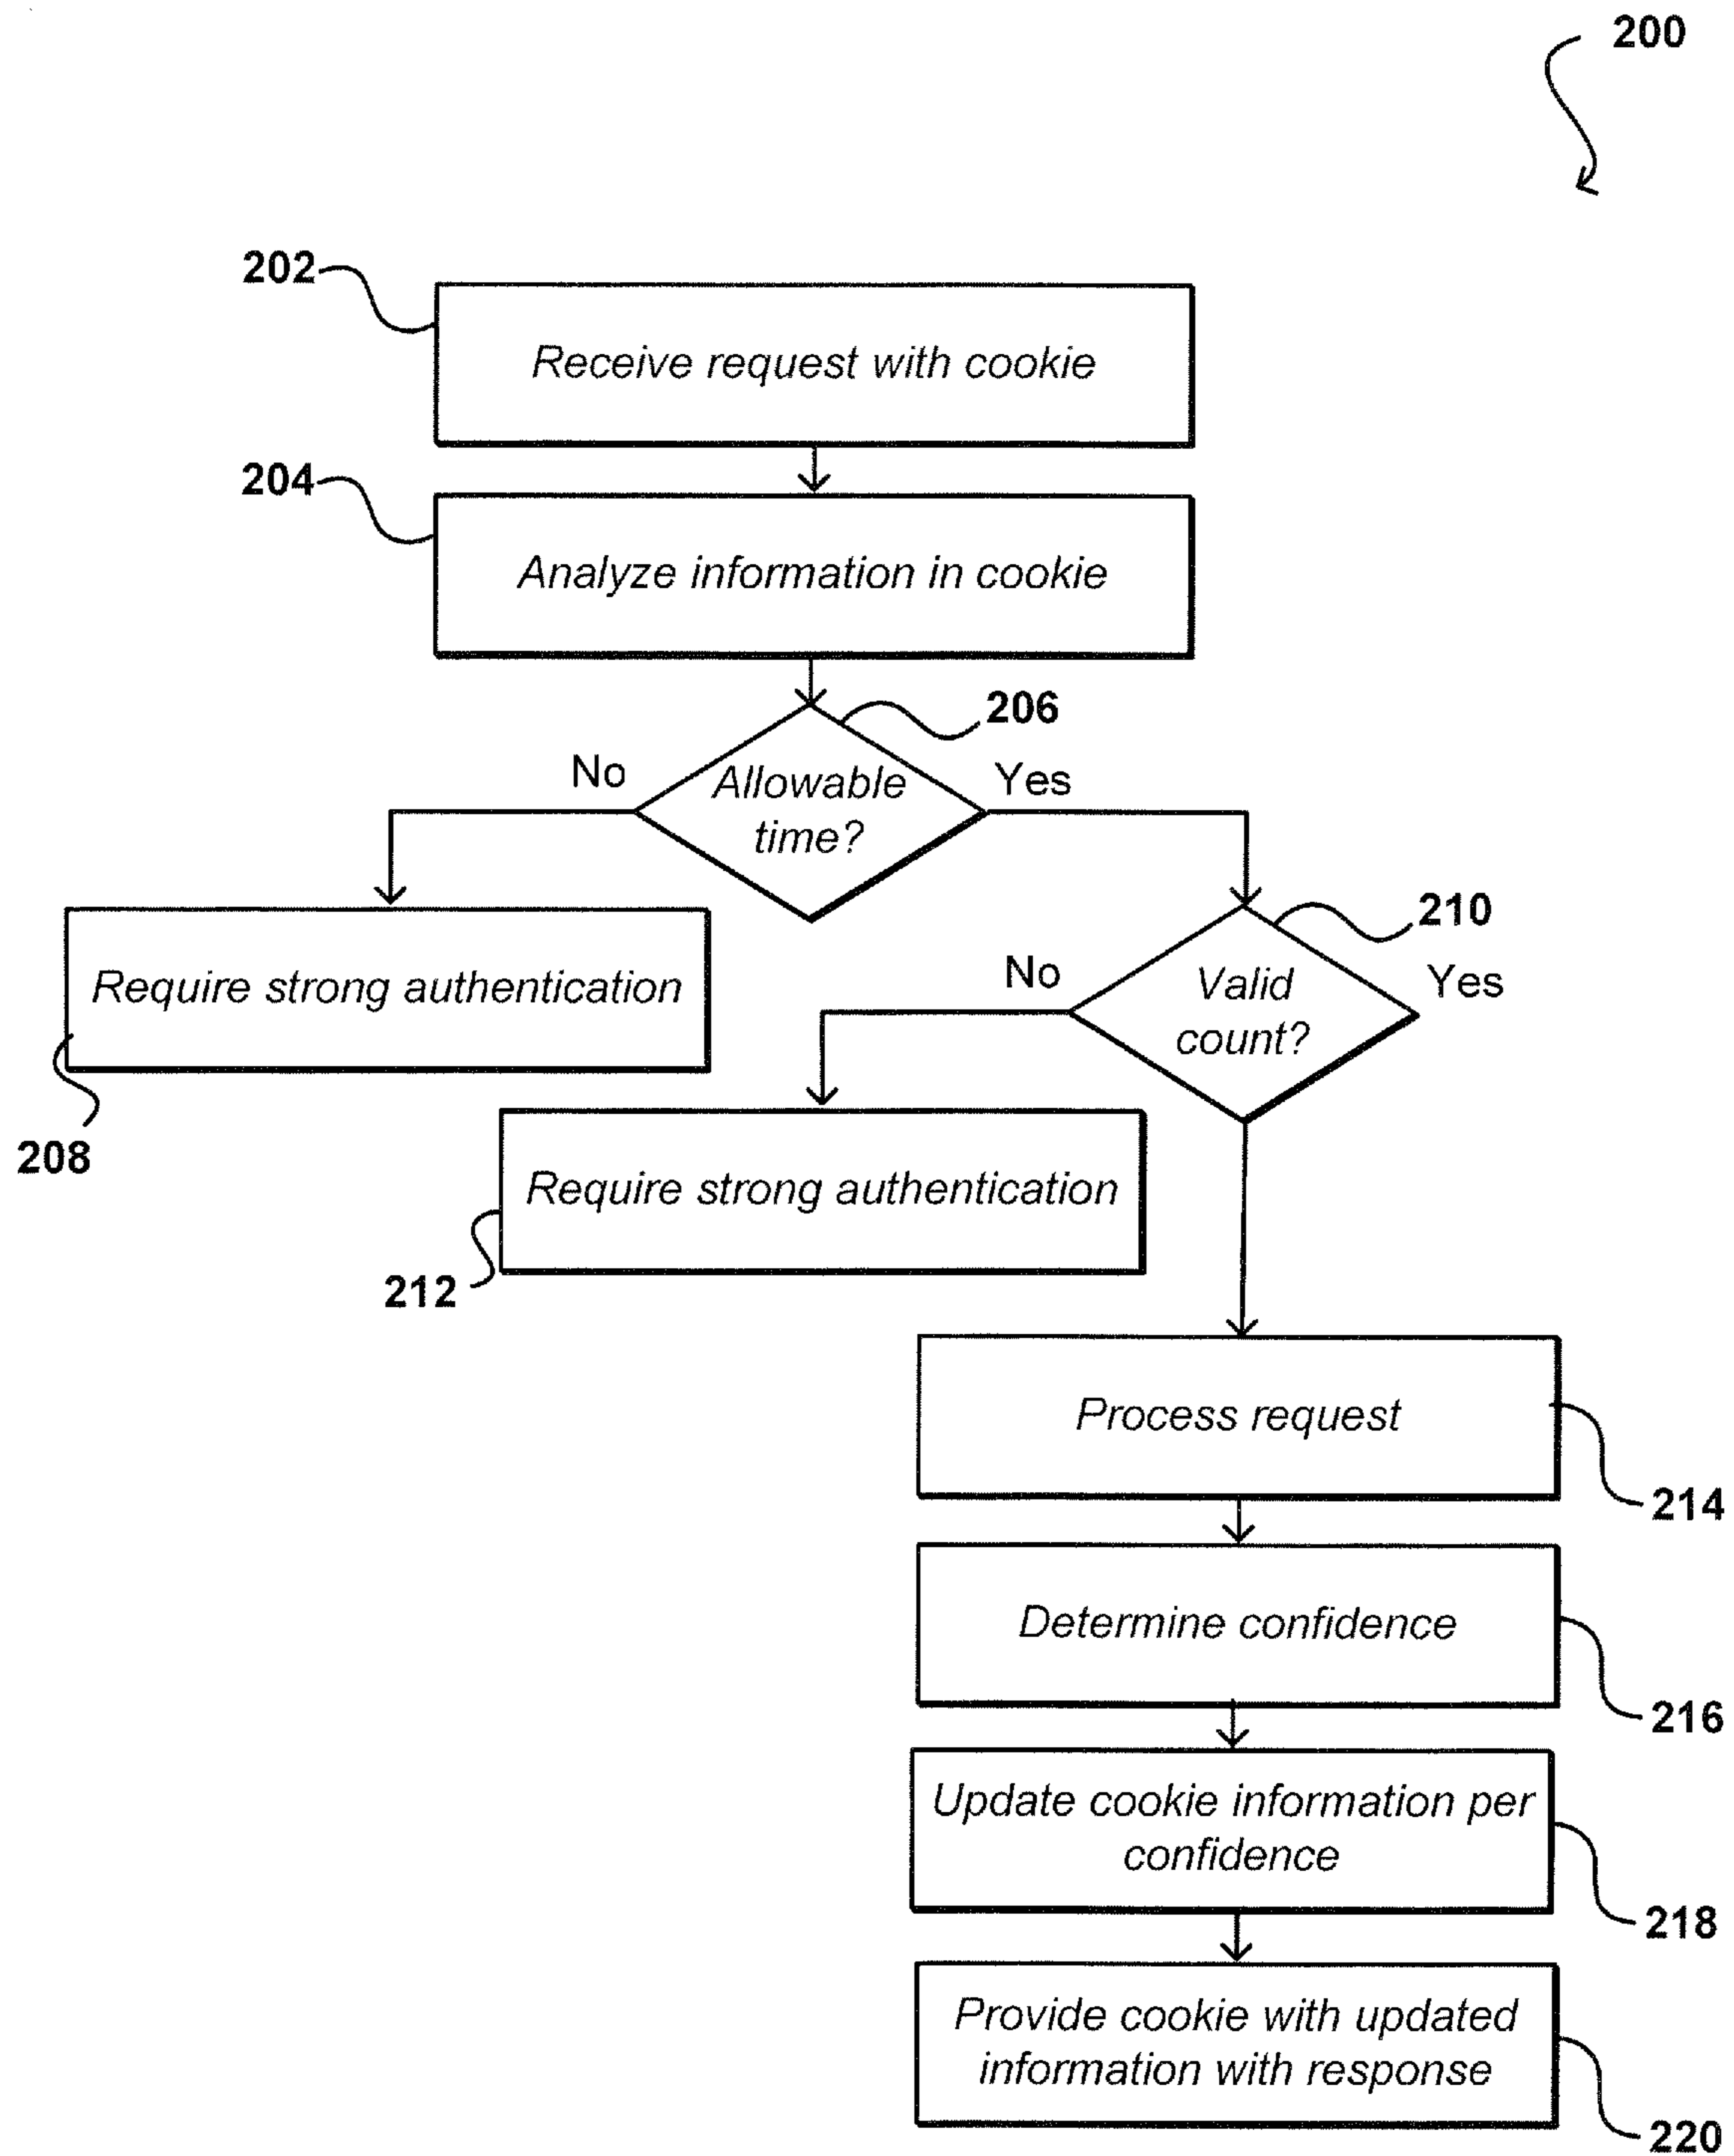 200
202
Receive request with cookie
204
Analyze information in cookie
206
No
Yes
Allowable
time?
210
Require strong authentication
No
Yes
Valid
count?
208
Require strong authentication
212
Process request
214
Determine confidence
216
Update cookie information per
confidence
218
Provide cookie with updated
information with response
220